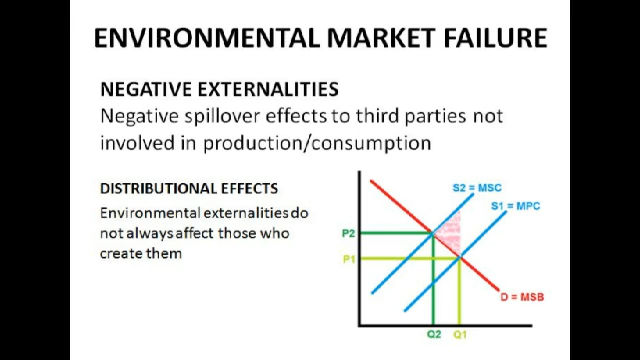 ENVIRONMENTAL MARKET FAILURE
NEGATIVE EXTERNALITIES
Negative spillover effects to third parties not
involved in production/consumption
DISTRIBUTIONAL EFFECTS
Environmental externalities do
not always affect those who
create them
S2 = MSC
S1 = MPC
P2
P1
D = MSB
Q2 Q1